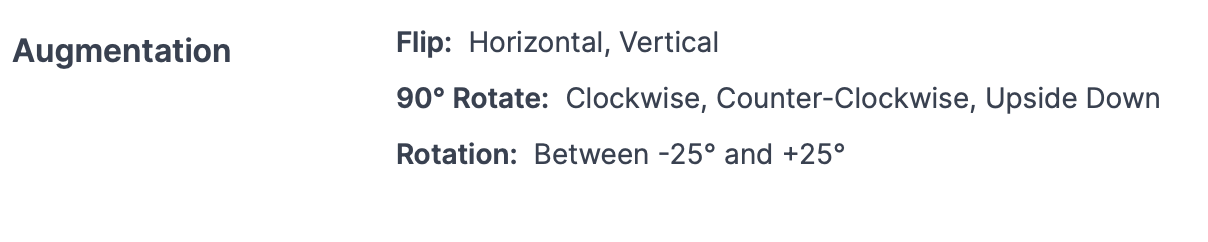 Augmentation
Flip: Horizontal, Vertical
90° Rotate: Clockwise, Counter-Clockwise, Upside Down
Rotation: Between -25° and +25°